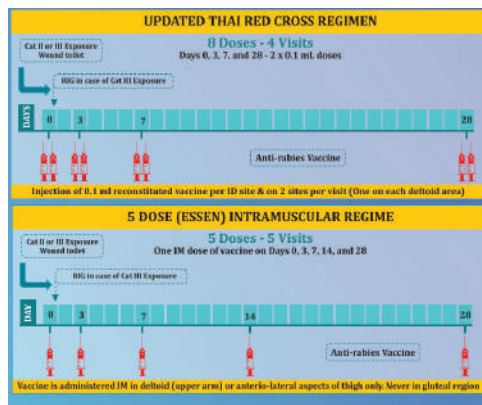 UPDATED THAI RED CROSS REGIMEN
Cat II or III Exposure
Wound toilet
8 Doses - 4 Visits
Days 0, 3, 7, and 28 - 2 x 0.1 mL doses
RIG in case of Cat III Exposure
DAYS
0 3 7 28
Anti-rabies Vaccine
Injection of 0.1 ml reconstituted vaccine per ID site & on 2 sites per visit (One on each deltoid area)
5 DOSE (ESSEN) INTRAMUSCULAR REGIME
Cat II or III Exposure
Wound toilet
5 Doses - 5 Visits
One IM dose of vaccine on Days 0, 3, 7, 14, and 28
RIG in case of Cat III Exposure
DAY
0 3 7 14 28
Anti-rabies Vaccine
Vaccine is administered IM in deltoid (upper arm) or anterio-lateral aspects of thigh only. Never in gluteal region